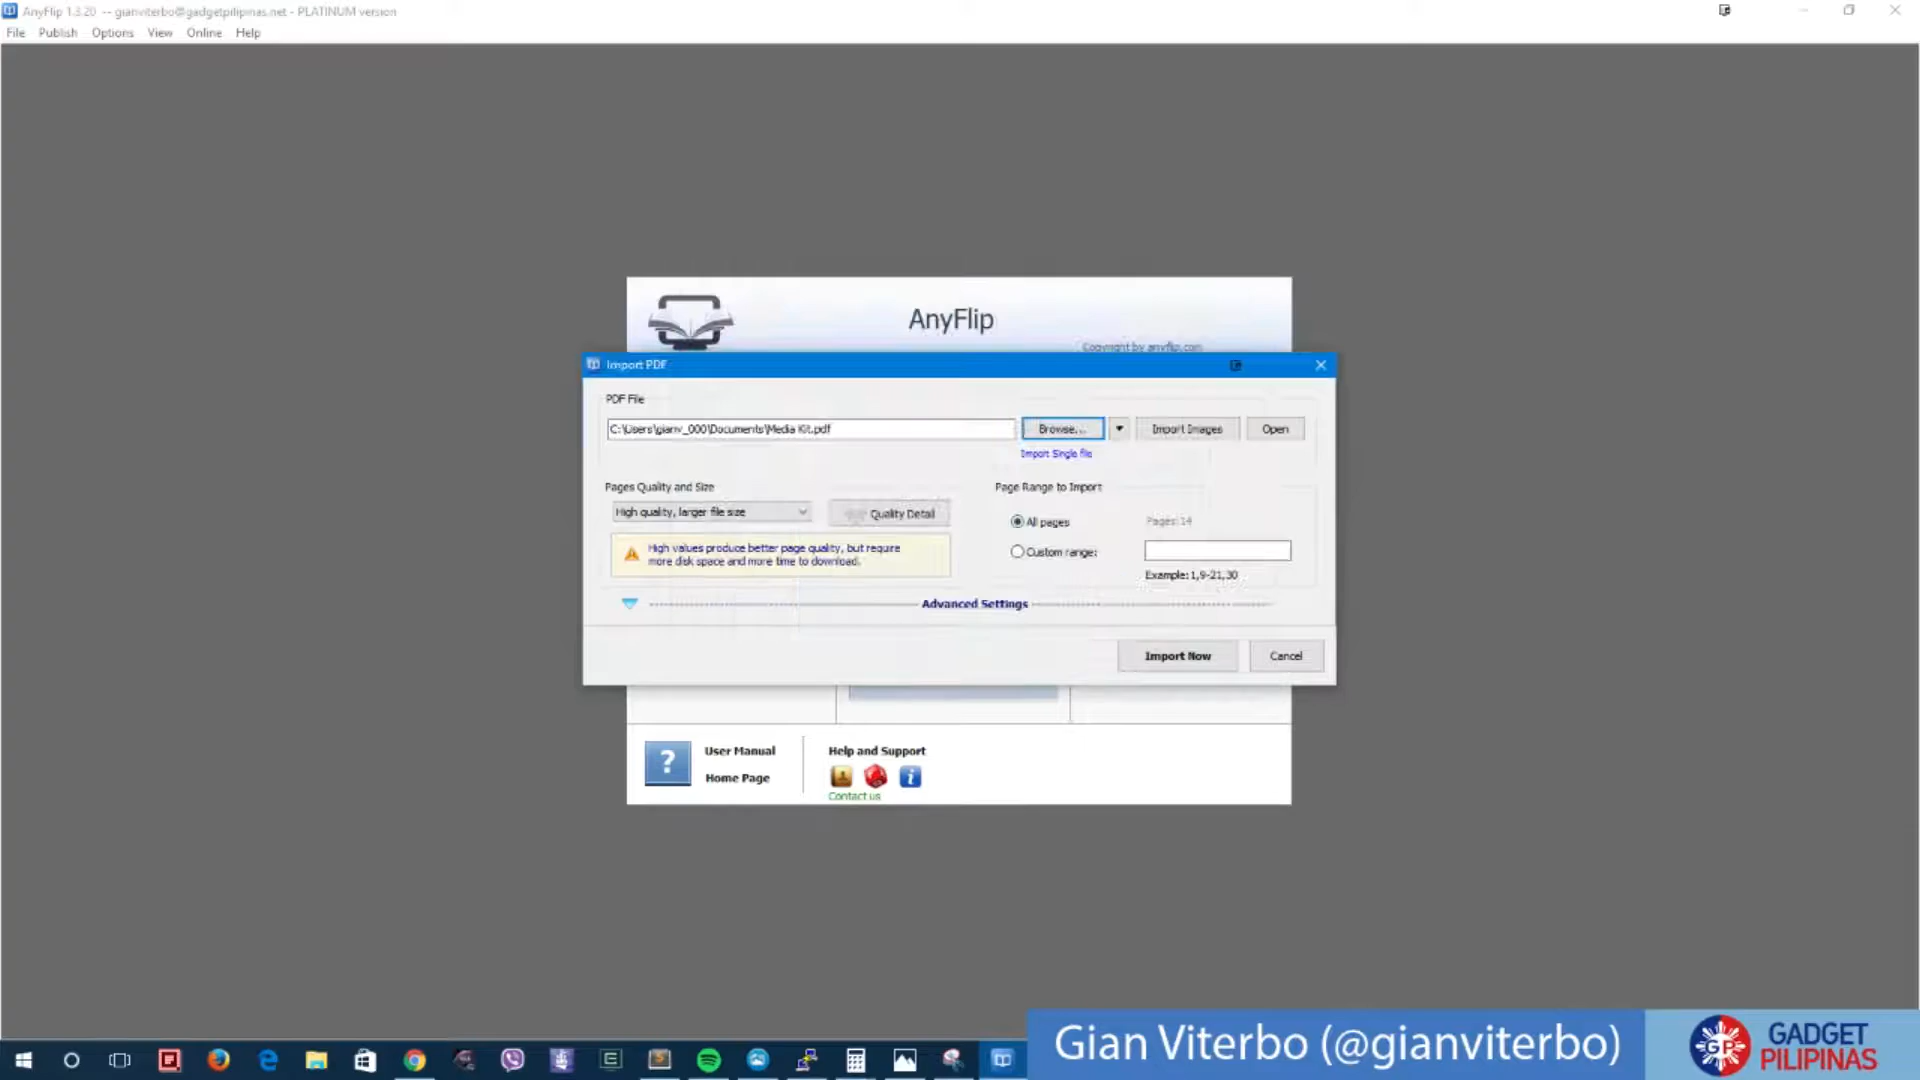 AnyFlip 1.3.20 -- gianviterbo@gadgetpilipinas.net - PLATINUM version
File Publish Options View Online Help
AnyFlip
Copyright by anyflip.com
Import PDF
PDF File
C:\Users\gianv_000\Documents\Media Kit.pdf
Browse...
Import Images
Open
Import Single file
Pages Quality and Size
High quality, larger file size
Quality Detail
High values produce better page quality, but require
more disk space and more time to download.
Page Range to Import
All pages
Pages: 14
Custom range:
Example: 1,9-21,30
Advanced Settings
Import Now
Cancel
User Manual
Home Page
Help and Support
Contact us
Gian Viterbo (@gianviterbo)
GP
GADGET
PILIPINAS